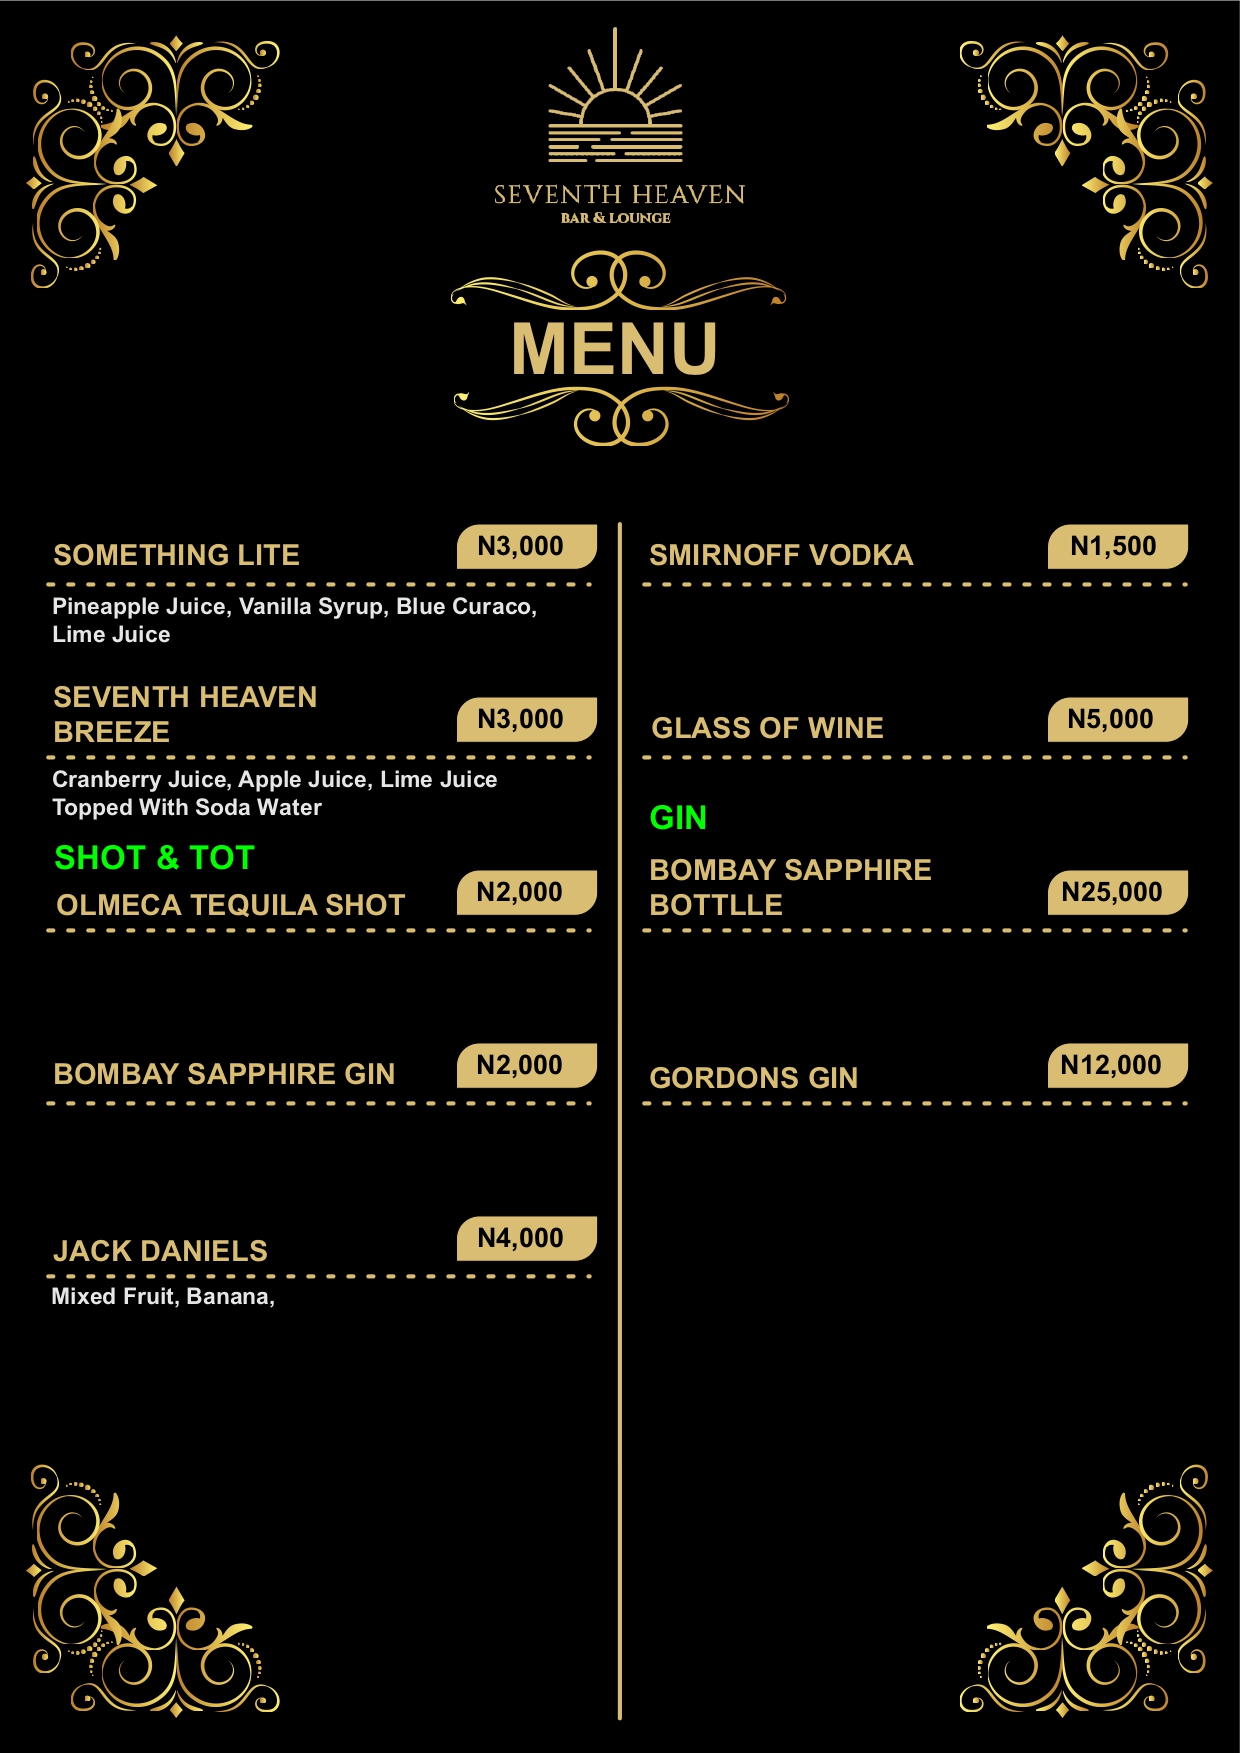 SEVENTH HEAVEN
BAR & LOUNGE
MENU
SOMETHING LITE
N3,000
Pineapple Juice, Vanilla Syrup, Blue Curaco,
Lime Juice
SEVENTH HEAVEN
BREEZE
N3,000
Cranberry Juice, Apple Juice, Lime Juice
Topped With Soda Water
SHOT & TOT
OLMECA TEQUILA SHOT
N2,000
BOMBAY SAPPHIRE GIN
N2,000
JACK DANIELS
N4,000
Mixed Fruit, Banana,
SMIRNOFF VODKA
N1,500
GLASS OF WINE
N5,000
GIN
BOMBAY SAPPHIRE
BOTTLLE
N25,000
GORDONS GIN
N12,000